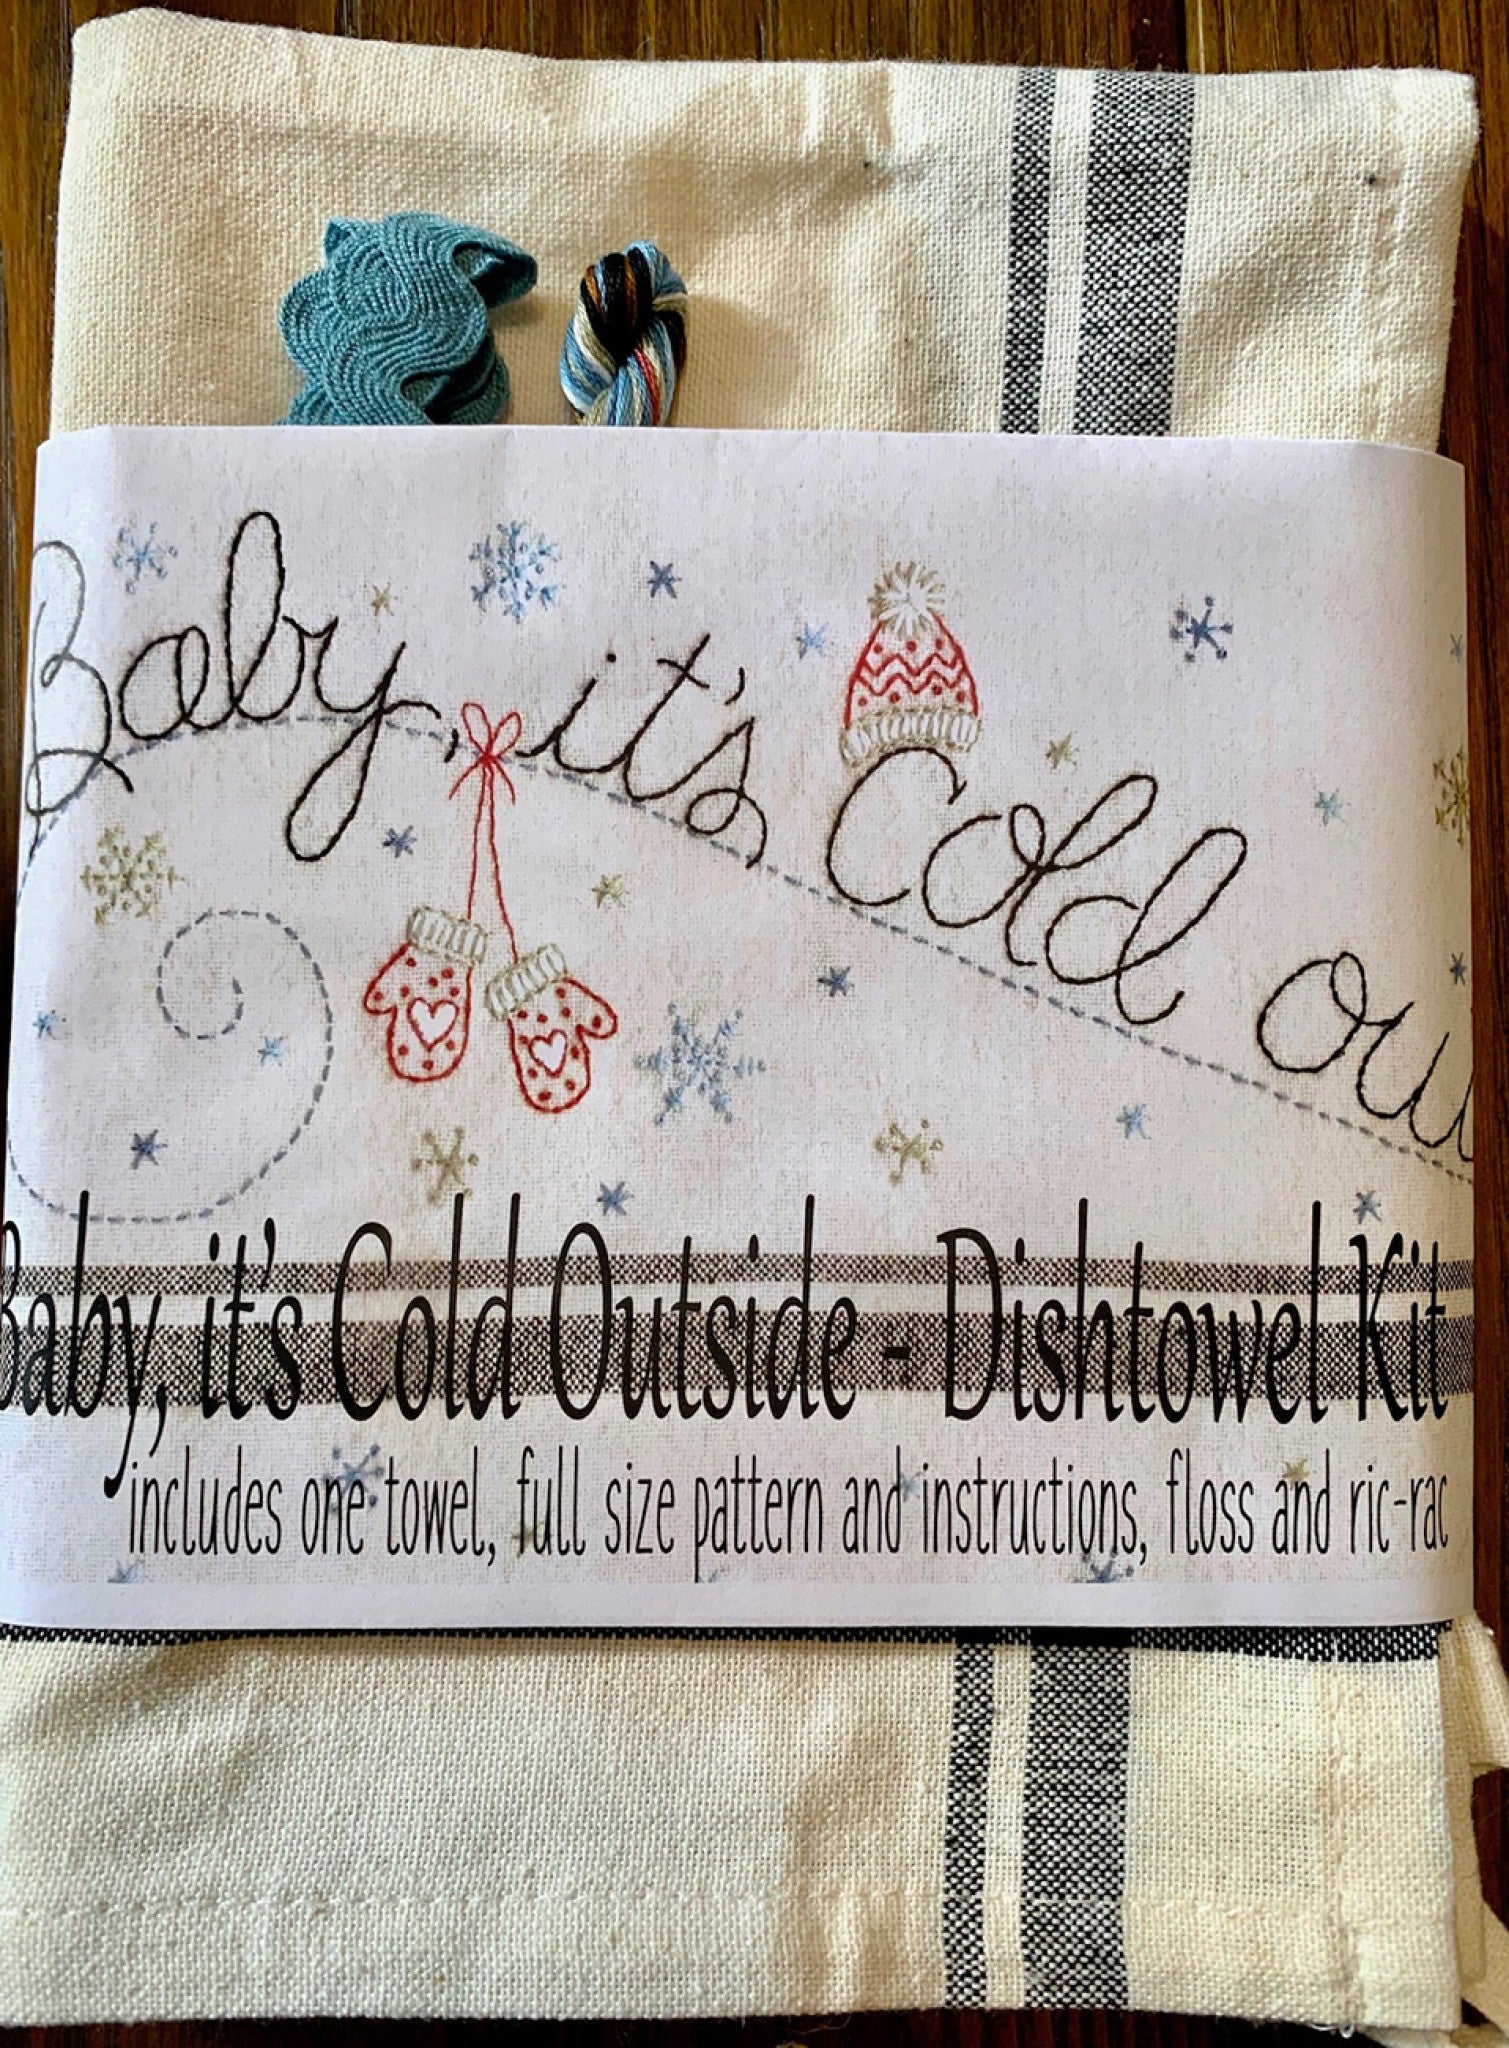 Baby, it's Cold Ou
Baby, it's Cold Outside - Dishtowel Kit
includes one towel, full size pattern and instructions, floss and ric-rac